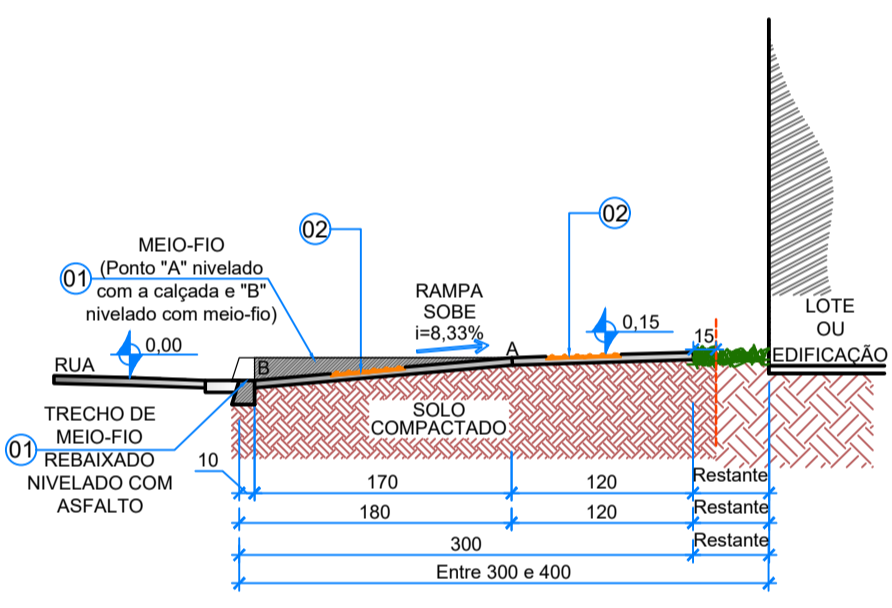 02
02
MEIO-FIO
01
(Ponto "A" nivelado
com a calçada e "B"
nivelado com meio-fio)
RAMPA
SOBE
i=8,33%
LOTE
OU
EDIFICAÇÃO
0,00
0,15
15
A
RUA
B
TRECHO DE
MEIO-FIO
01
REBAIXADO
NIVELADO COM
ASFALTO
SOLO
COMPACTADO
10
170
120
Restante
180
120
Restante
300
Restante
Entre 300 e 400